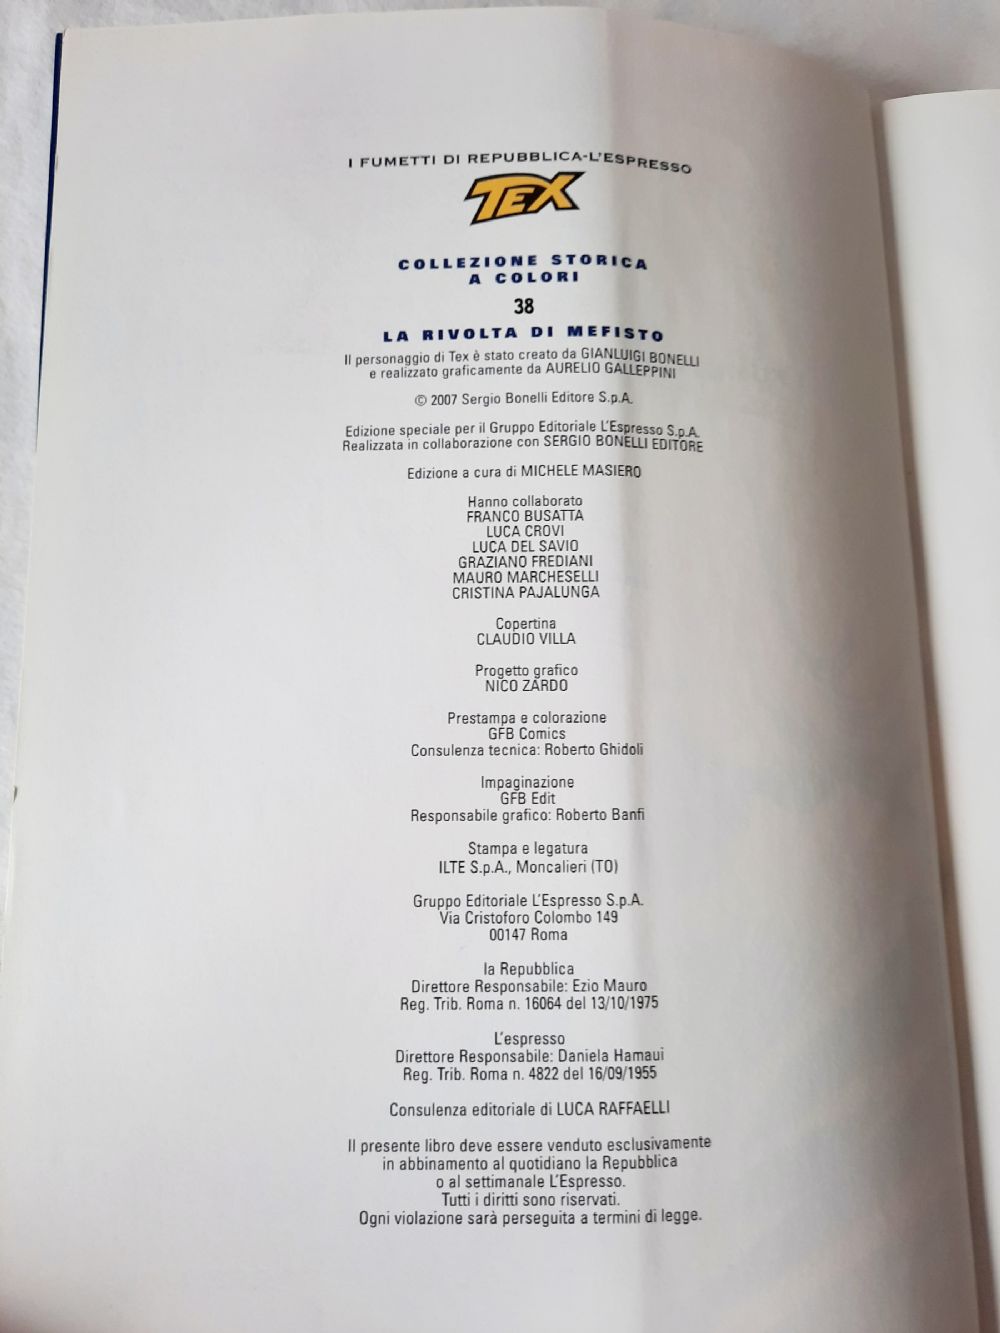 I FUMETTI DI REPUBBLICA-L'ESPRESSO
TEX
COLLEZIONE STORICA
A COLORI
38
LA RIVOLTA DI MEFISTO
Il personaggio di Tex è stato creato da GIANLUIGI BONELLI
e realizzato graficamente da AURELIO GALLEPPINI
© 2007 Sergio Bonelli Editore S.p.A.
Edizione speciale per il Gruppo Editoriale L'Espresso S.p.A.
Realizzata in collaborazione con SERGIO BONELLI EDITORE
Edizione a cura di MICHELE MASIERO
Hanno collaborato
FRANCO BUSATTA
LUCA CROVI
LUCA DEL SAVIO
GRAZIANO FREDIANI
MAURO MARCHESELLI
CRISTINA PAJALUNGA
Copertina
CLAUDIO VILLA
Progetto grafico
NICO ZARDO
Prestampa e colorazione
GFB Comics
Consulenza tecnica: Roberto Ghidoli
Impaginazione
GFB Edit
Responsabile grafico: Roberto Banfi
Stampa e legatura
ILTE S.p.A., Moncalieri (TO)
Gruppo Editoriale L'Espresso S.p.A.
Via Cristoforo Colombo 149
00147 Roma
la Repubblica
Direttore Responsabile: Ezio Mauro
Reg. Trib. Roma n. 16064 del 13/10/1975
L'espresso
Direttore Responsabile: Daniela Hamaui
Reg. Trib. Roma n. 4822 del 16/09/1955
Consulenza editoriale di LUCA RAFFAELLI
Il presente libro deve essere venduto esclusivamente
in abbinamento al quotidiano la Repubblica
o al settimanale L'Espresso.
Tutti i diritti sono riservati.
Ogni violazione sarà perseguita a termini di legge.